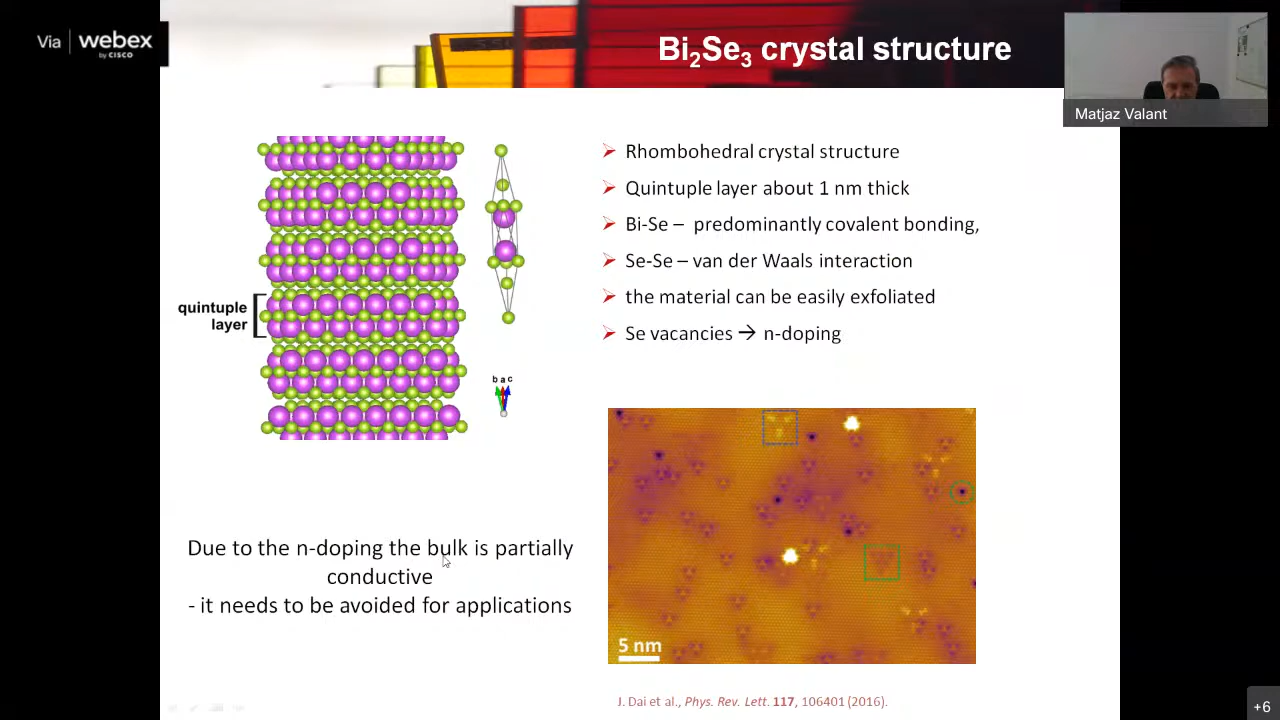 Via webex
by CISCO
Bi₂Se₃ crystal structure
Matjaz Valant
Rhombohedral crystal structure
Quintuple layer about 1 nm thick
Bi-Se – predominantly covalent bonding,
Se-Se – van der Waals interaction
the material can be easily exfoliated
Se vacancies → n-doping
quintuple
layer
b a c
Due to the n-doping the bulk is partially
conductive
- it needs to be avoided for applications
5 nm
J. Dai et al., Phys. Rev. Lett. 117, 106401 (2016).
+6